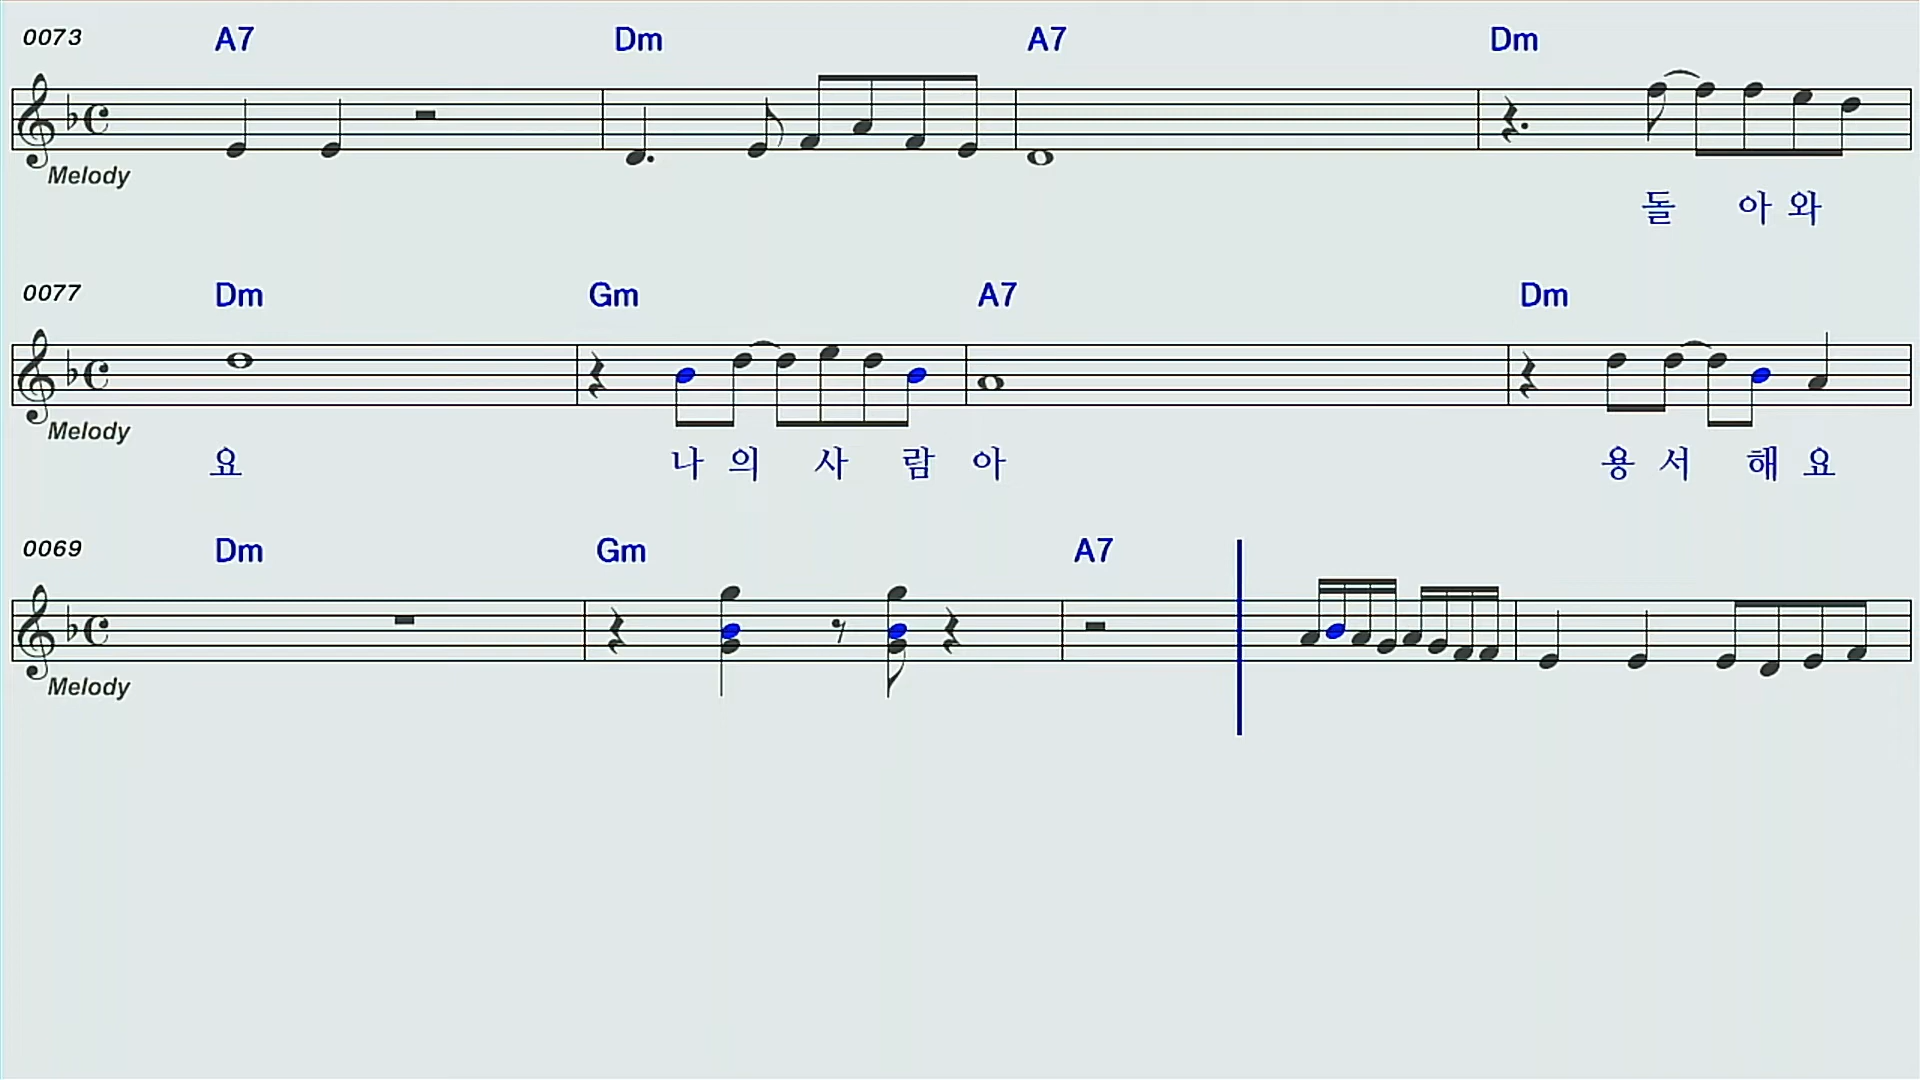 0073 A7 Dm A7 Dm
Melody
돌 아 와
0077 Dm Gm A7 Dm
Melody
요 나 의 사 람 아 용 서 해 요
0069 Dm Gm A7
Melody